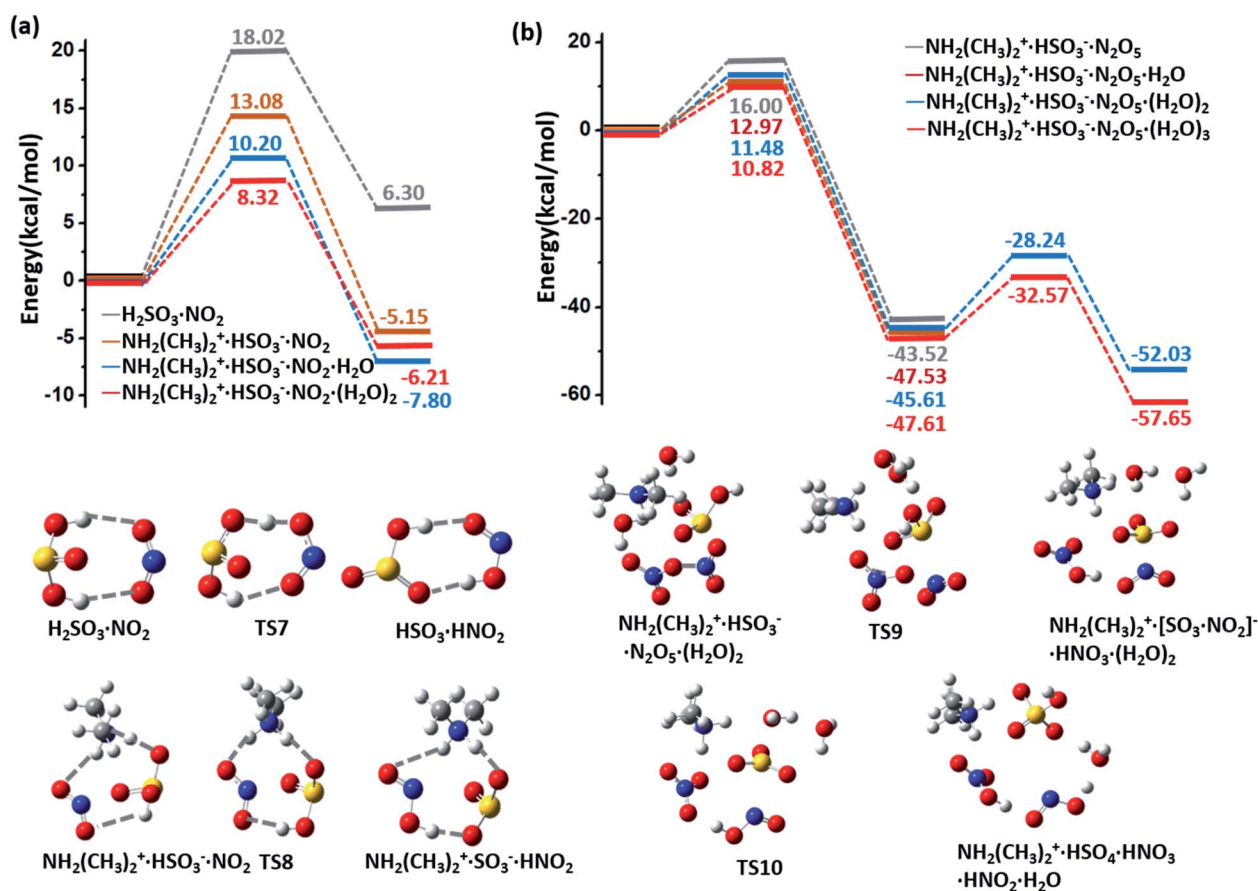 (a)
Energy(kcal/mol)
20
15
10
5
0
-5
-10
18.02
13.08
10.20
8.32
6.30
-5.15
-6.21
-7.80
H₂SO₃·NO₂
NH₂(CH₃)₂⁺·HSO₃⁻·NO₂
NH₂(CH₃)₂⁺·HSO₃⁻·NO₂·H₂O
NH₂(CH₃)₂⁺·HSO₃⁻·NO₂·(H₂O)₂
(b)
Energy(kcal/mol)
20
0
-20
-40
-60
NH₂(CH₃)₂⁺·HSO₃⁻·N₂O₅
NH₂(CH₃)₂⁺·HSO₃⁻·N₂O₅·H₂O
NH₂(CH₃)₂⁺·HSO₃⁻·N₂O₅·(H₂O)₂
NH₂(CH₃)₂⁺·HSO₃⁻·N₂O₅·(H₂O)₃
16.00
12.97
11.48
10.82
-43.52
-47.53
-45.61
-47.61
-28.24
-32.57
-52.03
-57.65
H₂SO₃·NO₂
TS7
HSO₃·HNO₂
NH₂(CH₃)₂⁺·HSO₃⁻
·N₂O₅·(H₂O)₂
TS9
NH₂(CH₃)₂⁺·[SO₃·NO₂]⁻
·HNO₃·(H₂O)₂
NH₂(CH₃)₂⁺·HSO₃⁻·NO₂
TS8
NH₂(CH₃)₂⁺·SO₃⁻·HNO₂
TS10
NH₂(CH₃)₂⁺·HSO₄·HNO₃
·HNO₂·H₂O